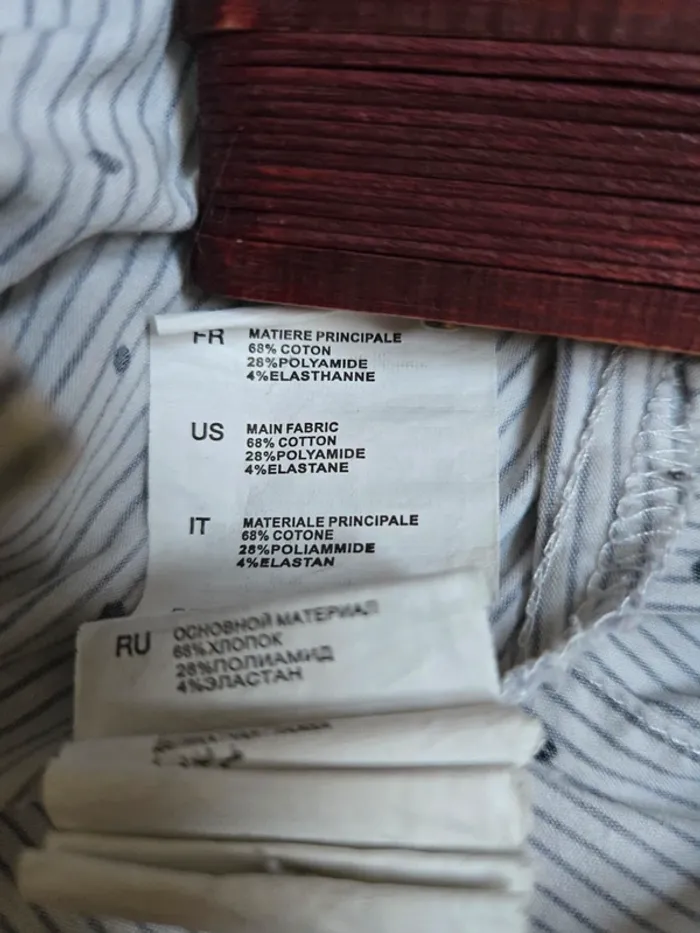 FR
MATIERE PRINCIPALE
68% COTON
28%POLYAMIDE
4%ELASTHANNE
US
MAIN FABRIC
68% COTTON
28%POLYAMIDE
4%ELASTANE
IT
MATERIALE PRINCIPALE
68% COTONE
28%POLIAMMIDE
4%ELASTAN
RU
ОСНОВНОЙ МАТЕРИАЛ
68%ХЛОПОК
28%ПОЛИАМИД
4%ЭЛАСТАН